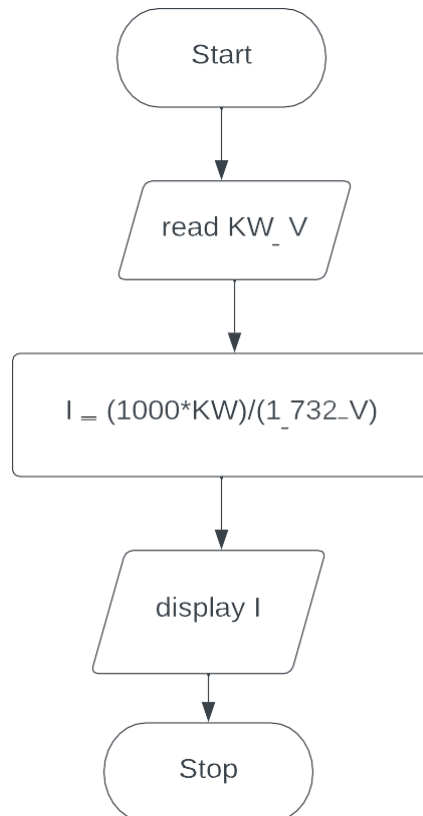 Start
read KW_ V
I = (1000*KW)/(1_732_V)
display I
Stop